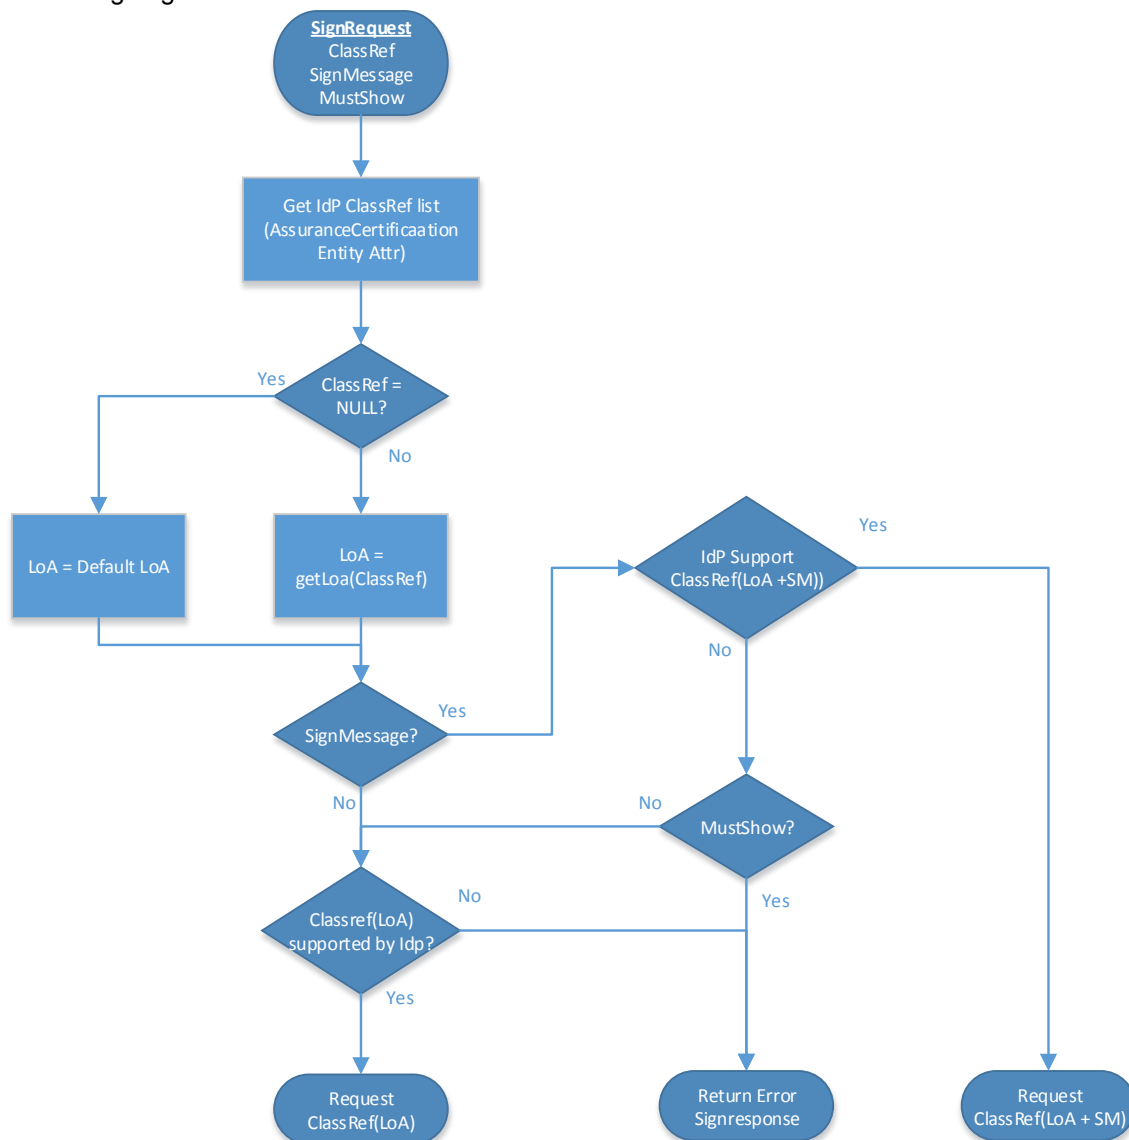 SignRequest
ClassRef
SignMessage
MustShow
Get IdP ClassRef list
(AssuranceCertificaation
Entity Attr)
ClassRef =
NULL?
Yes
No
LoA = Default LoA
LoA =
getLoa(ClassRef)
IdP Support
ClassRef(LoA +SM))
Yes
No
SignMessage?
Yes
No
MustShow?
No
Yes
Classref(LoA)
supported by Idp?
No
Yes
Request
ClassRef(LoA)
Return Error
Signresponse
Request
ClassRef(LoA + SM)